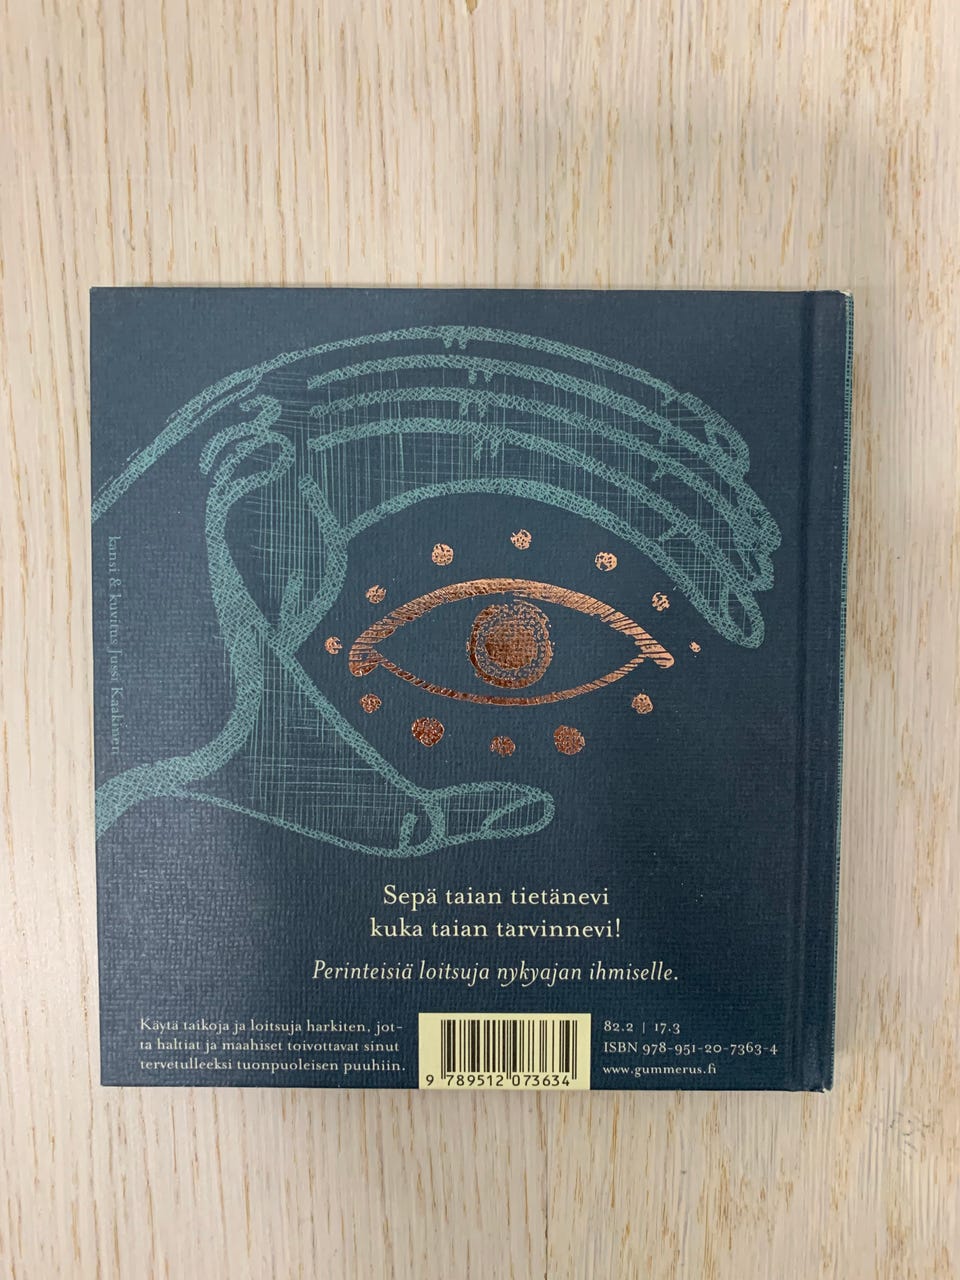 kansi & kuvitus Jussi Kaakinen
Sepä taian tietänevi
kuka taian tarvinnevi!
Perinteisiä loitsuja nykyajan ihmiselle.
Käytä taikoja ja loitsuja harkiten, jot-
ta haltiat ja maahiset toivottavat sinut
tervetulleeksi tuonpuoleisen puuhiin.
9 789512 073634
82.2 | 17.3
ISBN 978-951-20-7363-4
www.gummerus.fi